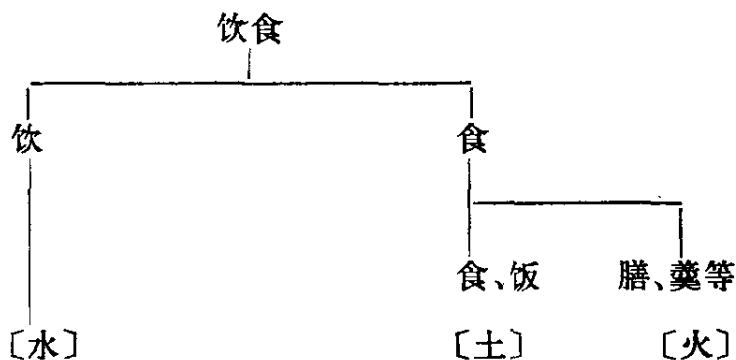 饮食
饮 食
食、饭 膳、羹等
〔水〕 〔土〕 〔火〕